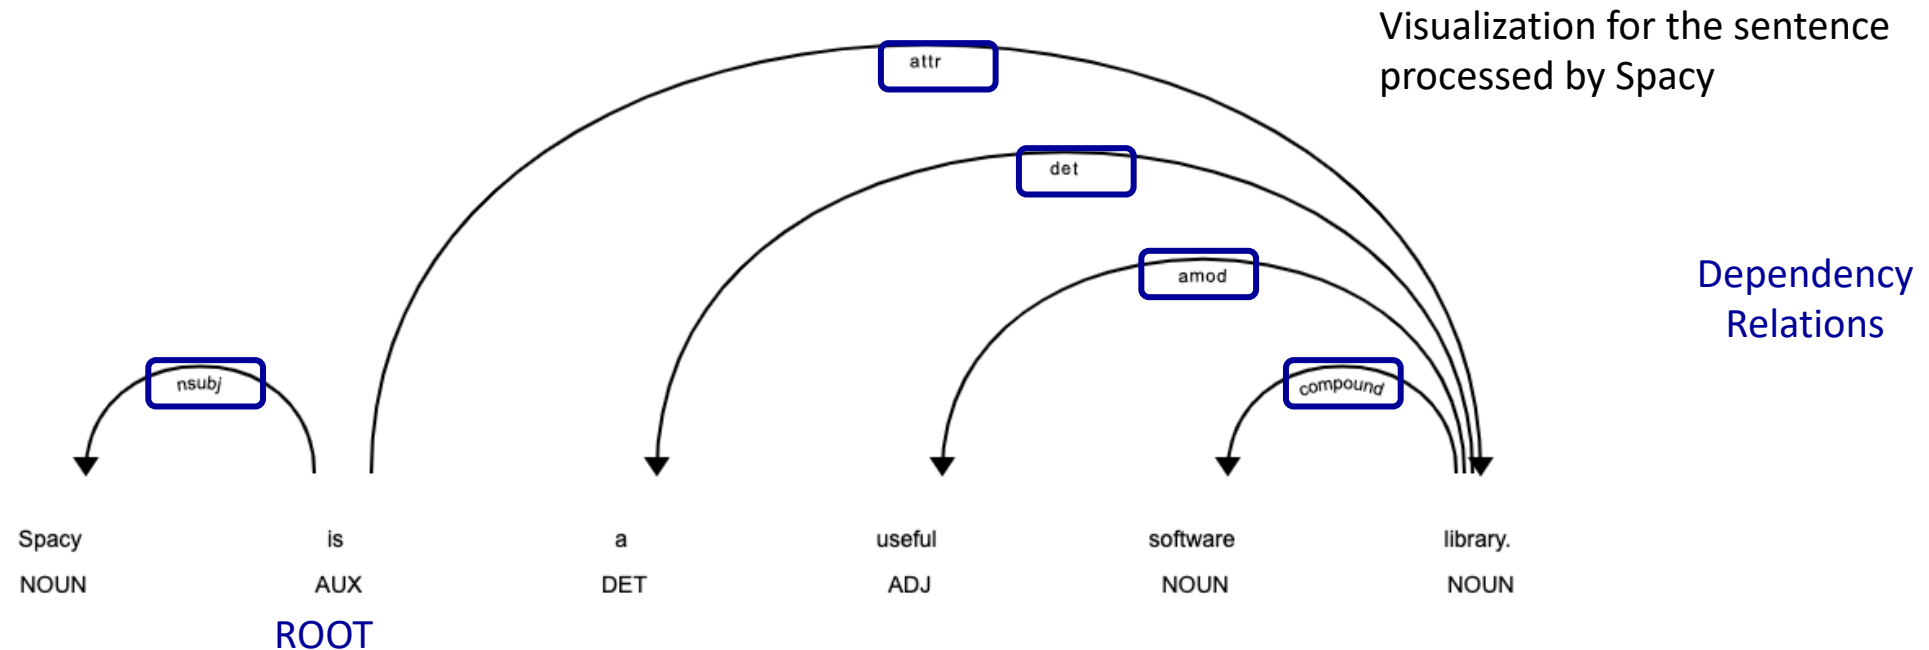 Visualization for the sentence
processed by Spacy
attr
det
amod
Dependency
Relations
nsubj
compound
Spacy is a useful software library.
NOUN AUX DET ADJ NOUN NOUN
ROOT